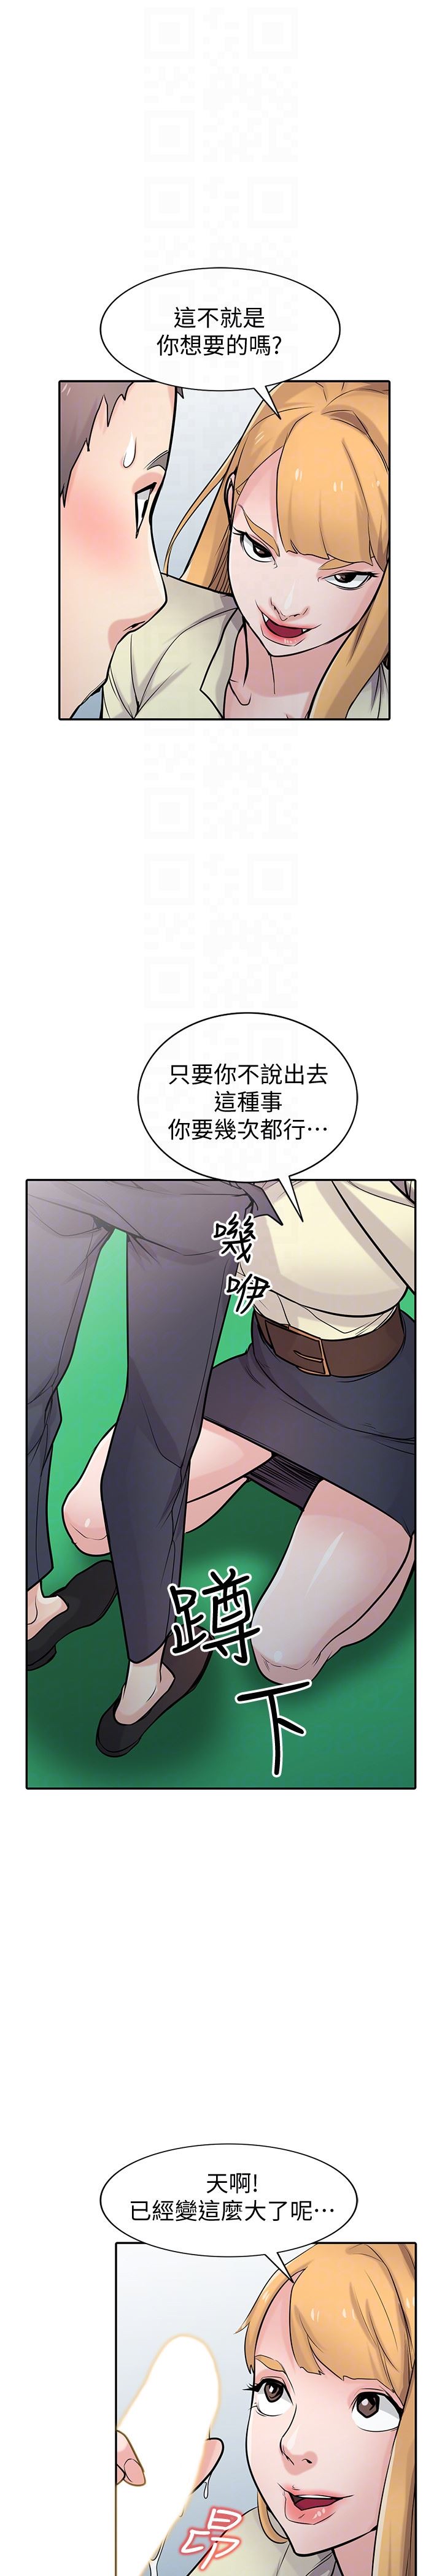 這不就是
你想要的嗎?
只要你不說出去
這種事
你要幾次都行⋯
嘰
咿
蹲
下
天啊!
已經變這麼大了呢⋯
昂